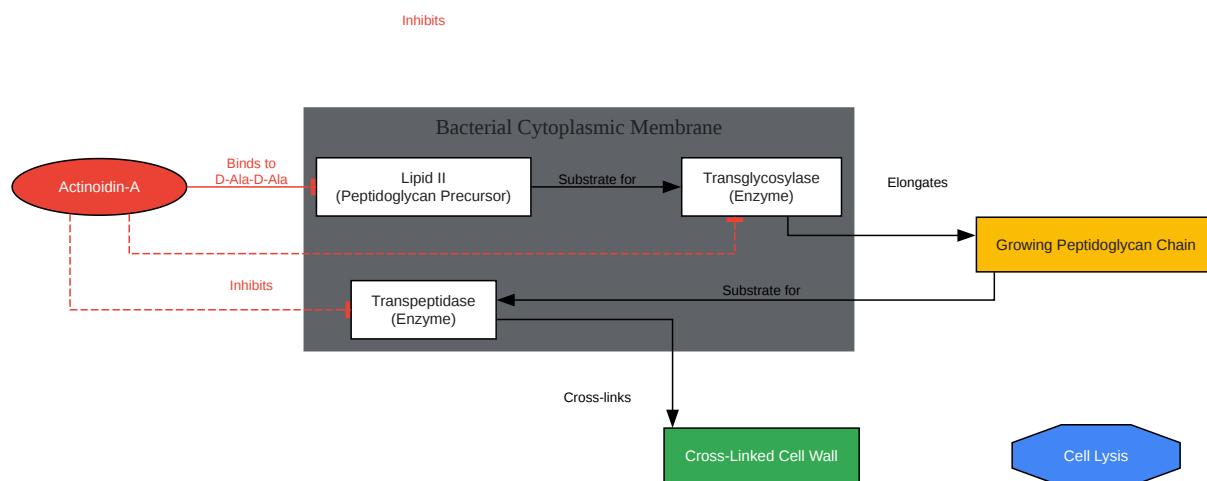 Inhibits
Bacterial Cytoplasmic Membrane
Actinoidin-A
Binds to
D-Ala-D-Ala
Lipid II
(Peptidoglycan Precursor)
Substrate for
Transglycosylase
(Enzyme)
Elongates
Growing Peptidoglycan Chain
Inhibits
Transpeptidase
(Enzyme)
Substrate for
Cross-links
Cross-Linked Cell Wall
Cell Lysis